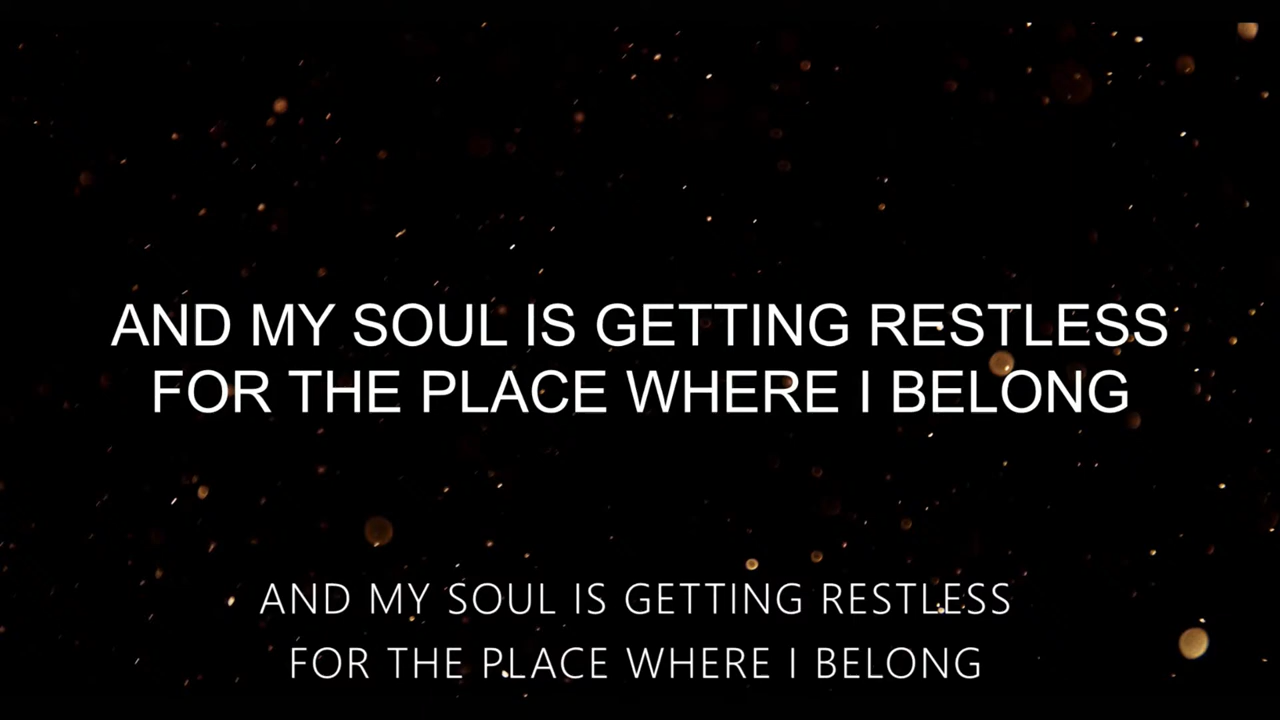 AND MY SOUL IS GETTING RESTLESS
FOR THE PLACE WHERE I BELONG
AND MY SOUL IS GETTING RESTLESS
FOR THE PLACE WHERE I BELONG